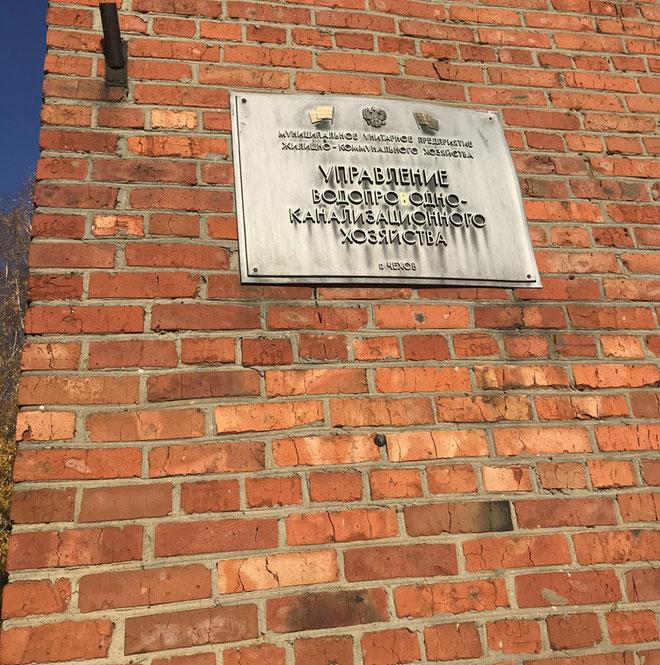 МУНИЦИПАЛЬНОЕ УНИТАРНОЕ ПРЕДПРИЯТИЕ
ЖИЛИЩНО-КОММУНАЛЬНОГО ХОЗЯЙСТВА
УПРАВЛЕНИЕ
ВОДОПРОВОДНО-
КАНАЛИЗАЦИОННОГО
ХОЗЯЙСТВА
г. ЧЕХОВ